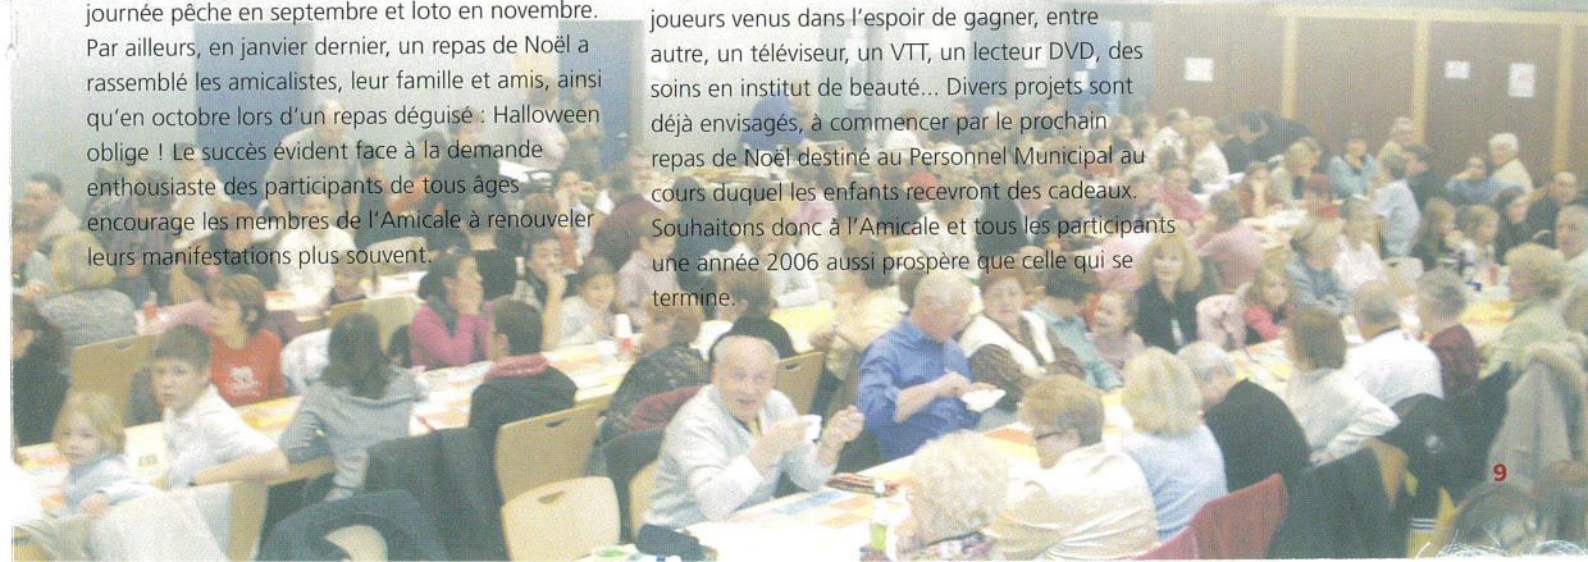 journée pêche en septembre et loto en novembre.
Par ailleurs, en janvier dernier, un repas de Noël a
rassemblé les amicalistes, leur famille et amis, ainsi
qu'en octobre lors d'un repas déguisé : Halloween
oblige ! Le succès évident face à la demande
enthousiaste des participants de tous âges
encourage les membres de l'Amicale à renouveler
leurs manifestations plus souvent.
joueurs venus dans l'espoir de gagner, entre
autre, un téléviseur, un VTT, un lecteur DVD, des
soins en institut de beauté... Divers projets sont
déjà envisagés, à commencer par le prochain
repas de Noël destiné au Personnel Municipal au
cours duquel les enfants recevront des cadeaux.
Souhaitons donc à l'Amicale et tous les participants
une année 2006 aussi prospère que celle qui se
termine.
9